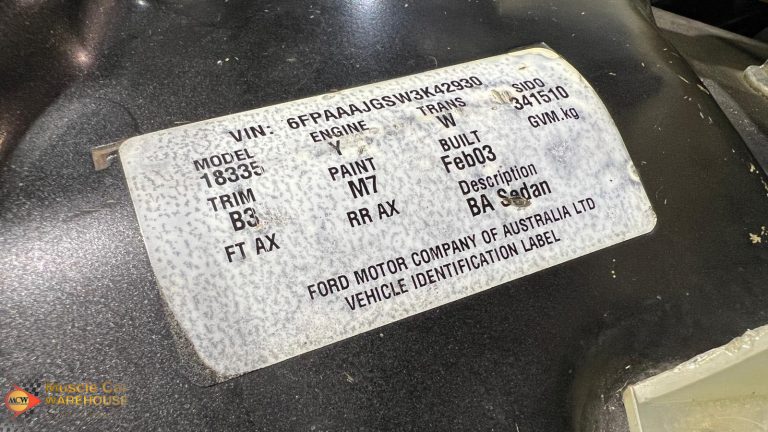 VIN: 6FPAAAJGSW3K42930
MODEL ENGINE TRANS SIDO
18335 Y W 341510
TRIM PAINT BUILT GVM.kg
B3 M7 Feb03
FT AX RR AX Description
BA Sedan
FORD MOTOR COMPANY OF AUSTRALIA LTD
VEHICLE IDENTIFICATION LABEL
MCW
Muscle Car
WAREHOUSE